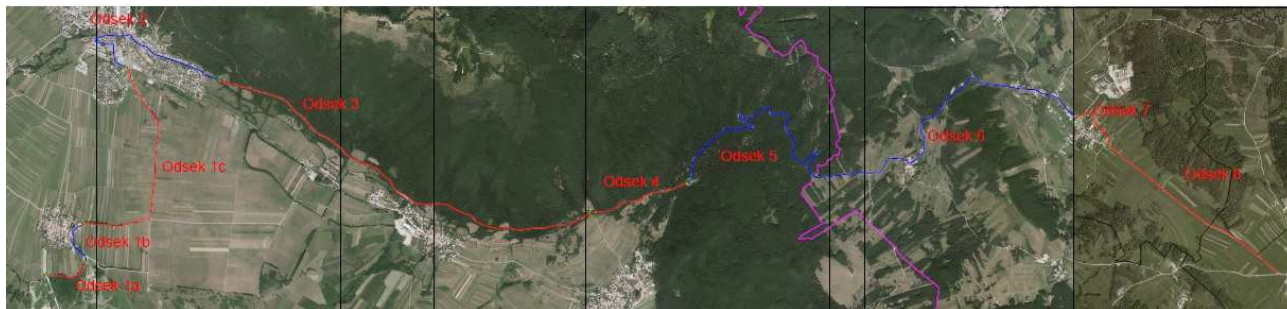 Odsek 2
Odsek 3
Odsek 7
Odsek 6
Odsek 1c
Odsek 5
Odsek 4
Odsek 8
Odsek 1b
Odsek 1a